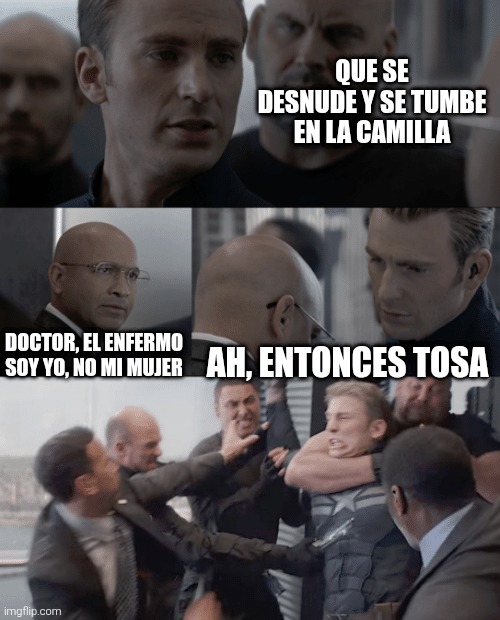 QUE SE
DESNUDE Y SE TUMBE
EN LA CAMILLA
DOCTOR, EL ENFERMO
SOY YO, NO MI MUJER
AH, ENTONCES TOSA
imgflip.com